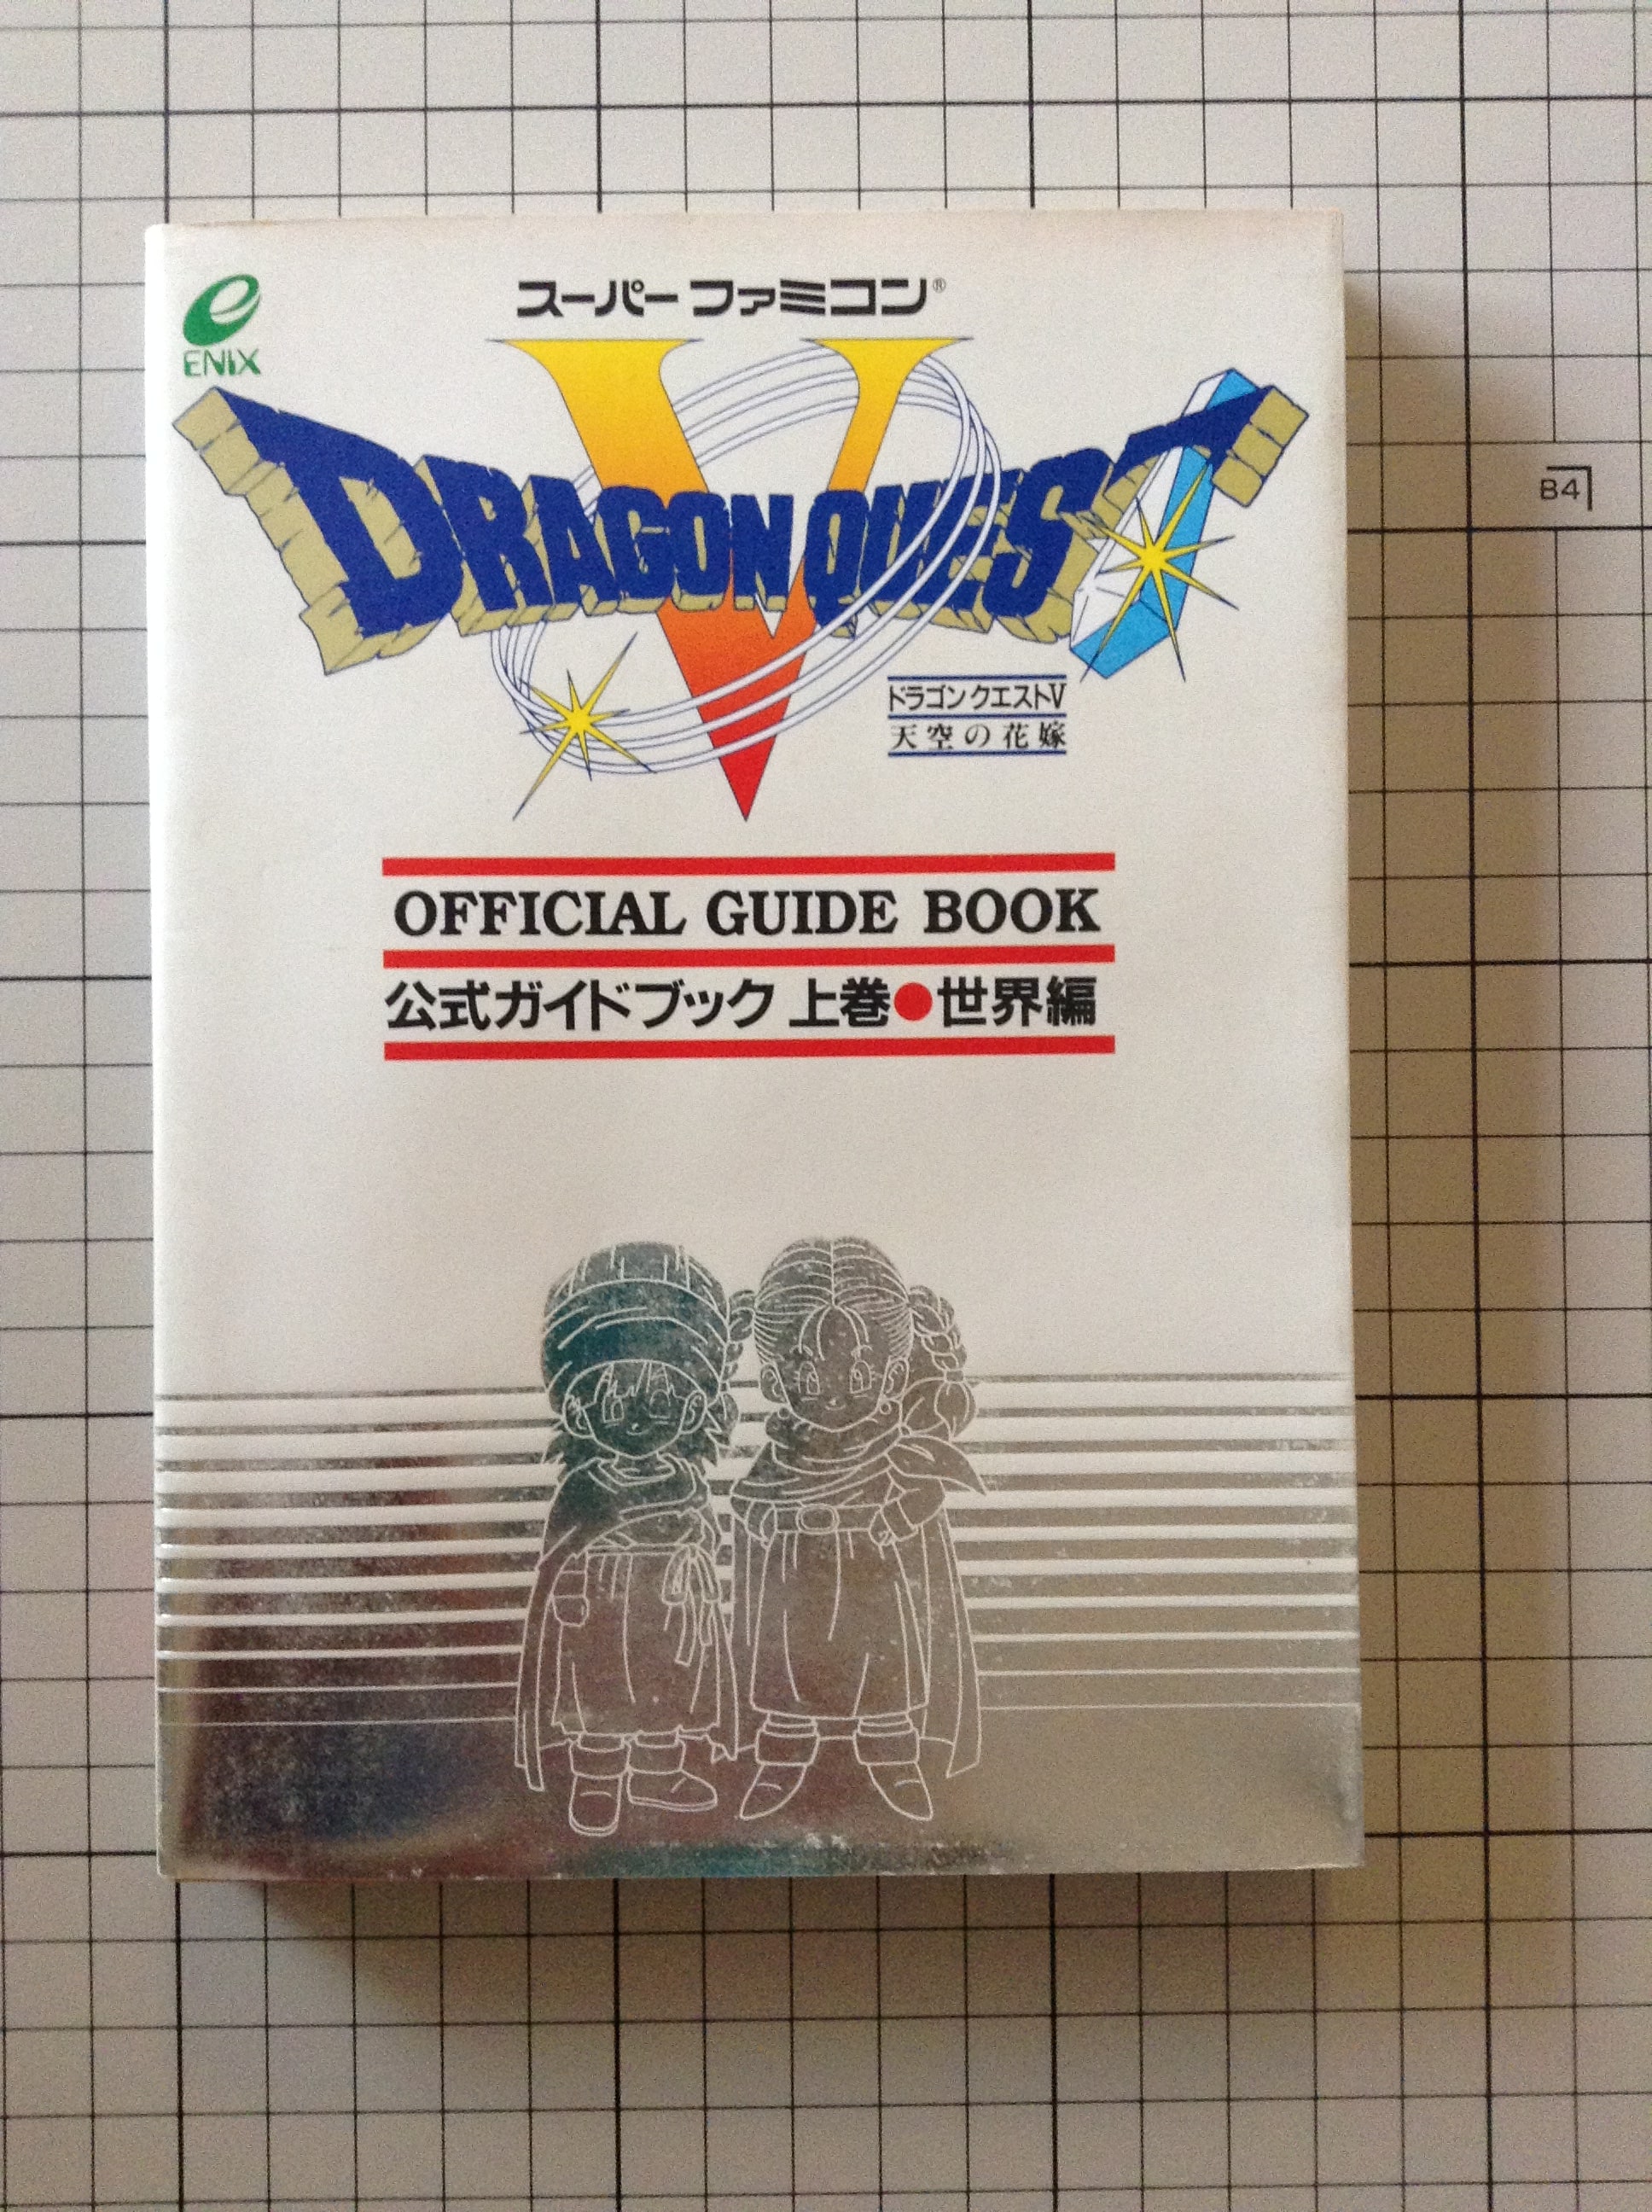 スーパーファミコン®
ENIX
V
DRAGON QUEST
ドラゴンクエストV
天空の花嫁
OFFICIAL GUIDE BOOK
公式ガイドブック 上巻●世界編
B4